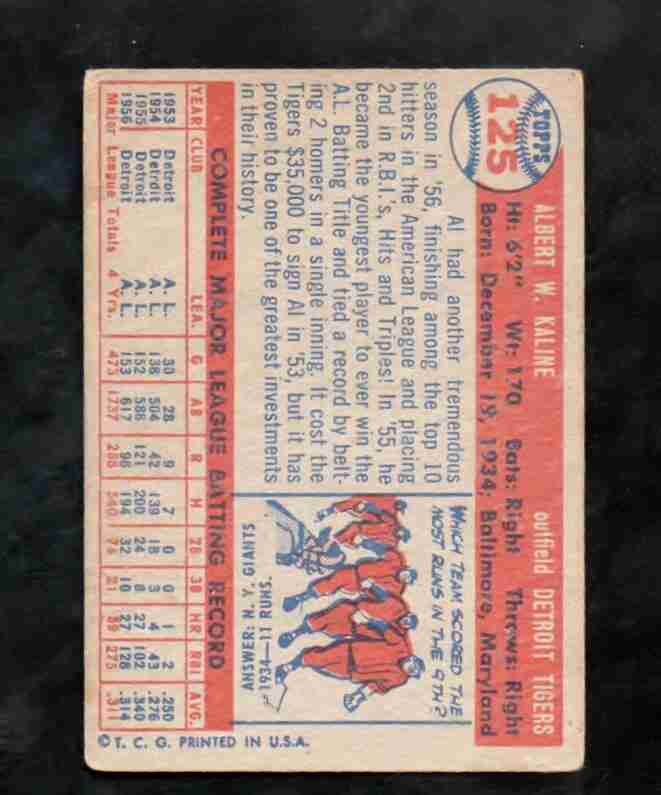 TOPPS
125
ALBERT W. KALINE outfield DETROIT TIGERS
Ht: 6'2" Wt: 170 Bats: Right Throws: Right
Born: December 19, 1934; Baltimore, Maryland
Al had another tremendous
season in '56, finishing among the top 10
hitters in the American League and placing
2nd in R.B.I.'s, Hits and Triples! In '55, he
became the youngest player to ever win the
A.L. Batting Title and tied a record by belt-
ing 2 homers in a single inning. It cost the
Tigers $35,000 to sign Al in '53, but it has
proven to be one of the greatest investments
in their history.
WHICH TEAM SCORED THE
MOST RUNS IN THE 9TH?
1934—11 RUNS.
ANSWER: N.Y. GIANTS
COMPLETE MAJOR LEAGUE BATTING RECORD
YEAR CLUB LEA. G AB R H 2B 3B HR RBI AVG.
1953 Detroit A. L. 30 28 9 7 0 0 1 2 .250
1954 Detroit A. L. 138 504 42 139 18 3 4 43 .276
1955 Detroit A. L. 152 588 121 200 24 8 27 102 .340
1956 Detroit A. L. 153 617 96 194 32 10 27 128 .314
Major League Totals 4 Yrs. 473 1737 268 540 74 21 59 275 .311
© T. C. G. PRINTED IN U.S.A.